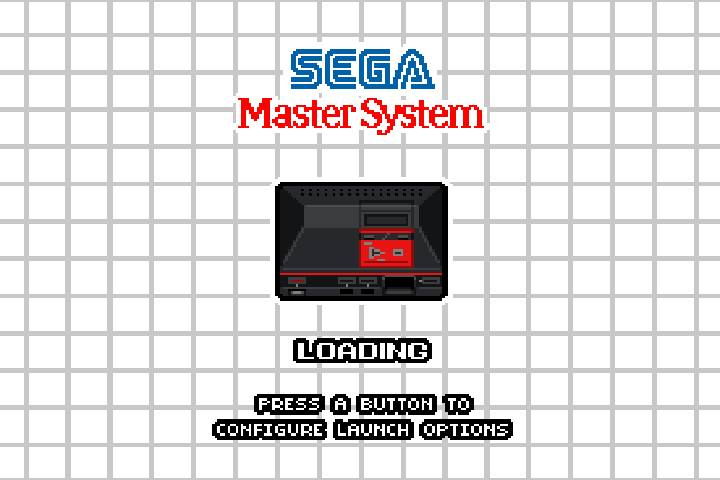 SEGA
Master System
LOADING
PRESS A BUTTON TO
CONFIGURE LAUNCH OPTIONS